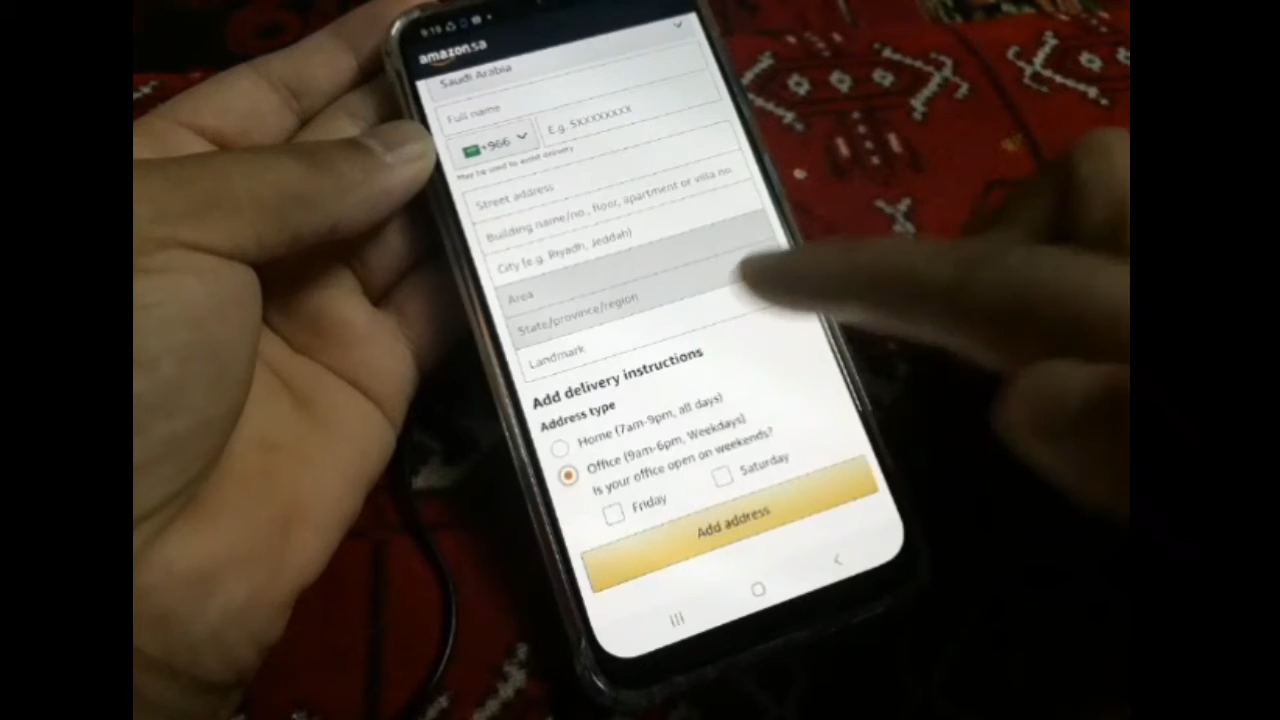 9:19
amazon.sa
Saudi Arabia
Full name
+966
E.g. 5XXXXXXXX
May be used to assist delivery
Street address
Building name/no., floor, apartment or villa no.
City (e.g. Riyadh, Jeddah)
Area
State/province/region
Landmark
Add delivery instructions
Address type
Home (7am-9pm, all days)
Office (9am-6pm, Weekdays)
Is your office open on weekends?
Friday
Saturday
Add address